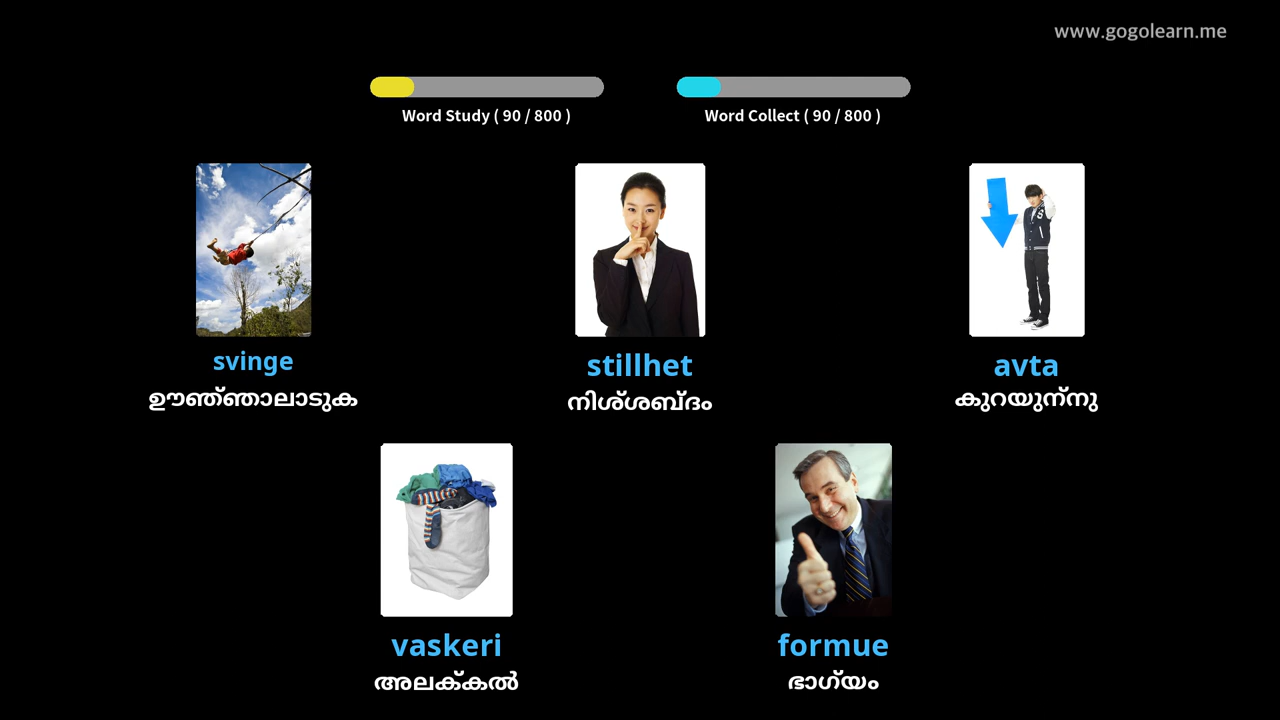 www.gogolearn.me
Word Study ( 90 / 800 )
Word Collect ( 90 / 800 )
svinge
ഊഞ്ഞാലാടുക
stillhet
നിശ്ശബ്ദം
avta
കുറയുന്നു
vaskeri
അലക്കൽ
formue
ഭാഗ്യം